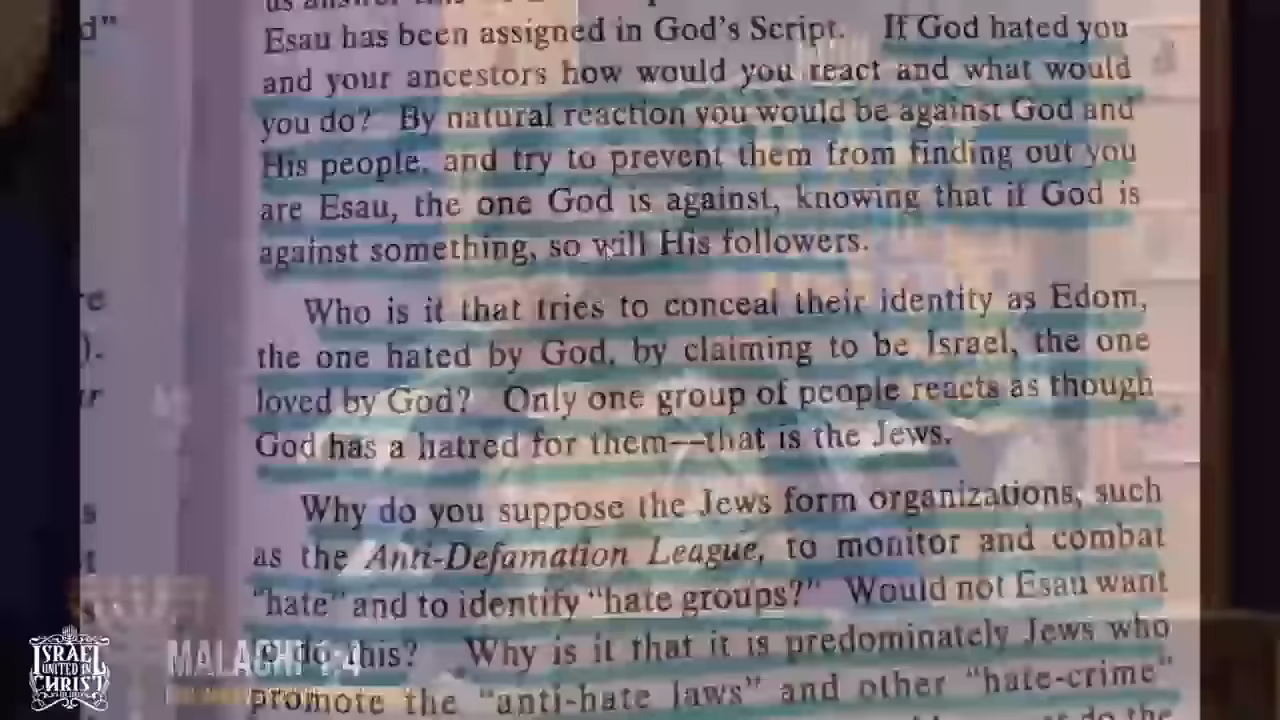 d"
Esau has been assigned in God's Script. If God hated you
and your ancestors how would you react and what would
you do? By natural reaction you would be against God and
His people, and try to prevent them from finding out you
are Esau, the one God is against, knowing that if God is
against something, so will His followers.
Who is it that tries to conceal their identity as Edom,
the one hated by God, by claiming to be Israel, the one
loved by God? Only one group of people reacts as though
God has a hatred for them—that is the Jews.
Why do you suppose the Jews form organizations, such
as the Anti-Defamation League, to monitor and combat
"hate" and to identify "hate groups?" Would not Esau want
to do this? Why is it that it is predominately Jews who
promote the "anti-hate laws" and other "hate-crime"
do the
ISRAEL
UNITED IN
CHRIST
MALACHI 1:4